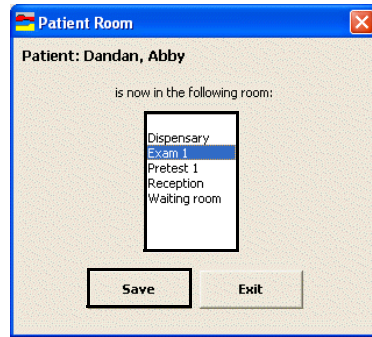 Patient Room
Patient: Dandan, Abby
is now in the following room:
Dispensary
Exam 1
Pretest 1
Reception
Waiting room
Save Exit